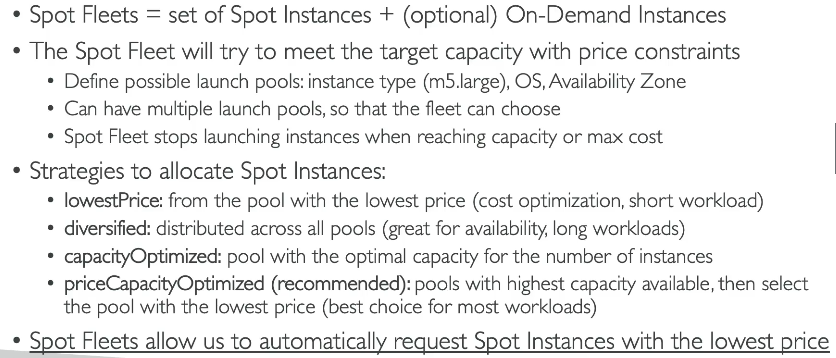 • Spot Fleets = set of Spot Instances + (optional) On-Demand Instances
• The Spot Fleet will try to meet the target capacity with price constraints
• Define possible launch pools: instance type (m5.large), OS, Availability Zone
• Can have multiple launch pools, so that the fleet can choose
• Spot Fleet stops launching instances when reaching capacity or max cost
• Strategies to allocate Spot Instances:
• lowestPrice: from the pool with the lowest price (cost optimization, short workload)
• diversified: distributed across all pools (great for availability, long workloads)
• capacityOptimized: pool with the optimal capacity for the number of instances
• priceCapacityOptimized (recommended): pools with highest capacity available, then select
the pool with the lowest price (best choice for most workloads)
• Spot Fleets allow us to automatically request Spot Instances with the lowest price